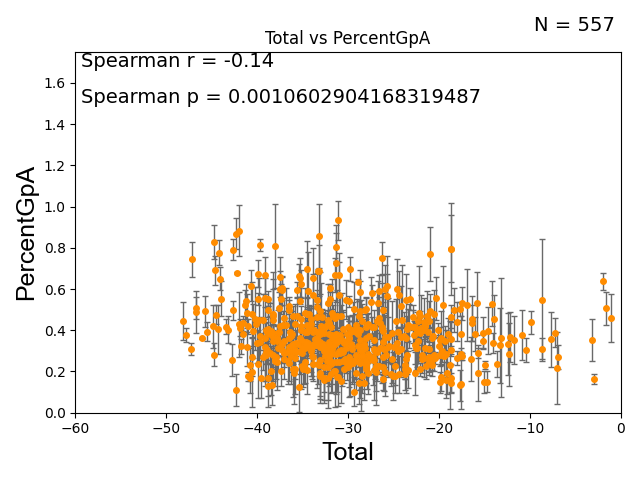 N = 557
Total vs PercentGpA
Spearman r = -0.14
Spearman p = 0.0010602904168319487
PercentGpA
1.6
1.4
1.2
1.0
0.8
0.6
0.4
0.2
0.0
−60 −50 −40 −30 −20 −10 0
Total